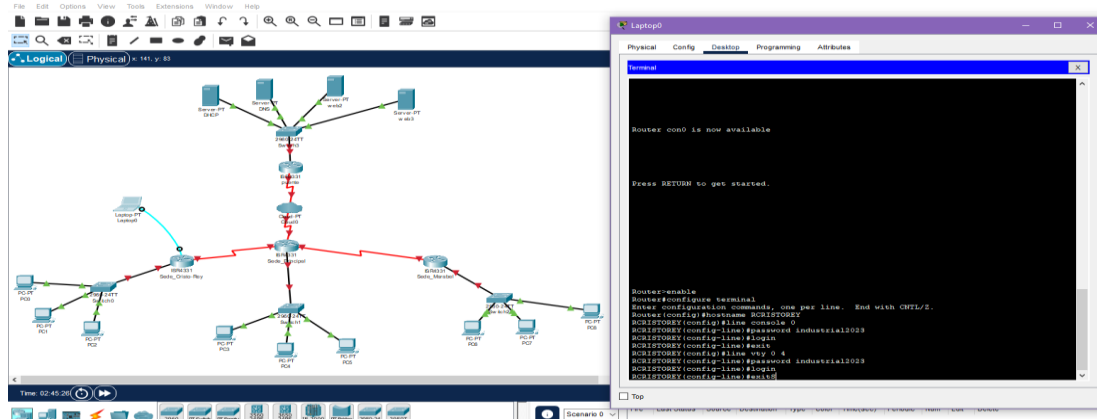 File Edit Options View Tools Extensions Window Help
Logical Physical x: 141, y: 83
Server-PT
DHCP
Server-PT
DNS
Server-PT
web2
Server-PT
web3
Switch3
ISR4331
Cloud-PT
Cloud0
Laptop-PT
Laptop0
ISR4331
Sede_Cristo-Rey
ISR4331
Sede_Principal
ISR4331
PC-PT
PC0
PC-PT
PC1
PC-PT
PC2
2960-24TT
Switch0
2960-24TT
Switch1
PC-PT
PC3
PC-PT
PC4
PC-PT
PC5
2960-24TT
PC-PT
PC-PT
PC-PT
Time: 02:45:26
Scenario 0
Laptop0
Physical Config Desktop Programming Attributes
Terminal
X
Router con0 is now available
Press RETURN to get started.
Router>enable
Router#configure terminal
Enter configuration commands, one per line. End with CNTL/Z.
Router(config)#hostname RCRISTOREY
RCRISTOREY(config)#line console 0
RCRISTOREY(config-line)#password industrial2023
RCRISTOREY(config-line)#login
RCRISTOREY(config-line)#exit
RCRISTOREY(config)#line vty 0 4
RCRISTOREY(config-line)#password industrial2023
RCRISTOREY(config-line)#login
RCRISTOREY(config-line)#exit
Top